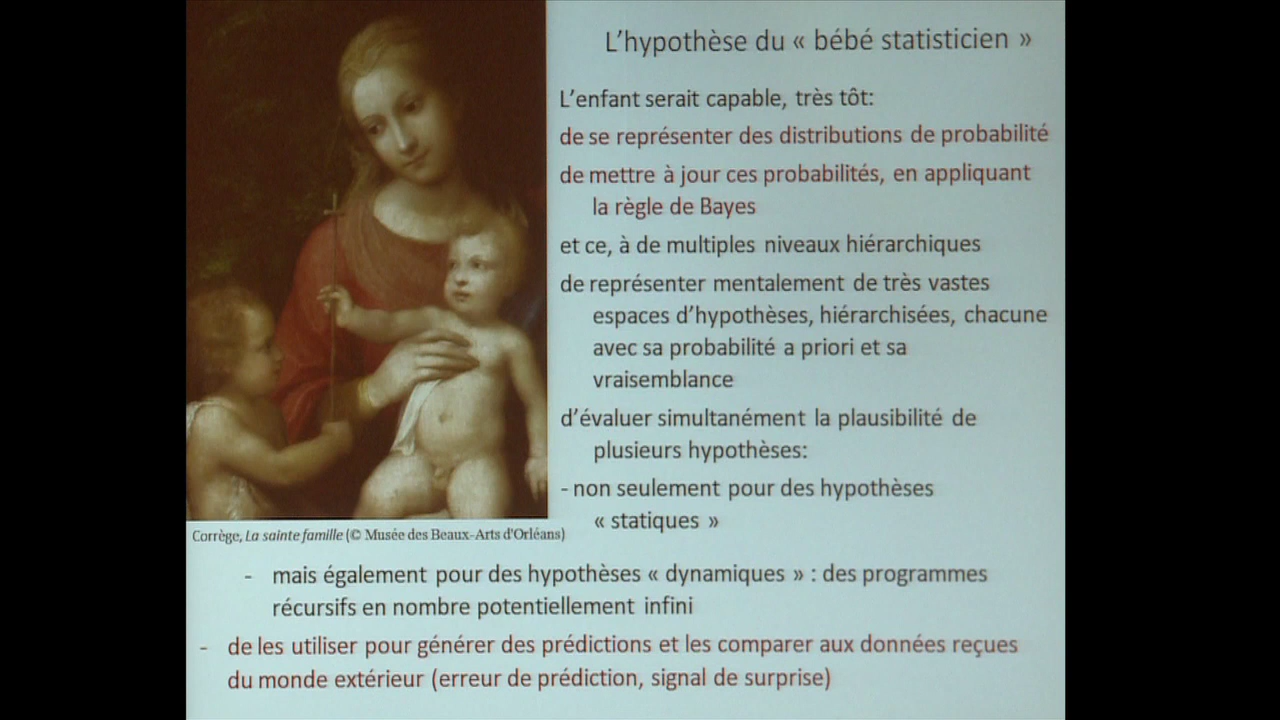 L'hypothèse du « bébé statisticien »
L'enfant serait capable, très tôt:
de se représenter des distributions de probabilité
de mettre à jour ces probabilités, en appliquant
la règle de Bayes
et ce, à de multiples niveaux hiérarchiques
de représenter mentalement de très vastes
espaces d'hypothèses, hiérarchisées, chacune
avec sa probabilité a priori et sa
vraisemblance
d'évaluer simultanément la plausibilité de
plusieurs hypothèses:
- non seulement pour des hypothèses
« statiques »
Corrège, La sainte famille (© Musée des Beaux-Arts d'Orléans)
- mais également pour des hypothèses « dynamiques » : des programmes
récursifs en nombre potentiellement infini
- de les utiliser pour générer des prédictions et les comparer aux données reçues
du monde extérieur (erreur de prédiction, signal de surprise)